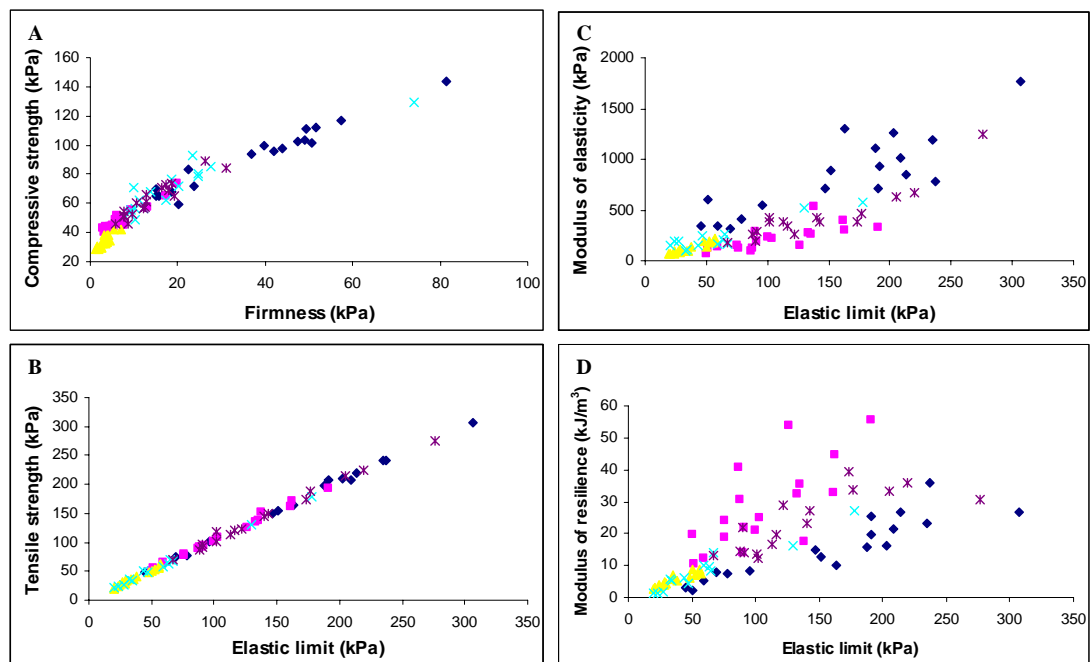 A
Compressive strength (kPa)
160
140
120
100
80
60
40
20
0 20 40 60 80 100
Firmness (kPa)
C
Modulus of elasticity (kPa)
2000
1500
1000
500
0
0 50 100 150 200 250 300 350
Elastic limit (kPa)
B
Tensile strength (kPa)
350
300
250
200
150
100
50
0
0 50 100 150 200 250 300 350
Elastic limit (kPa)
D
Modulus of resilience (kJ/m³)
60
50
40
30
20
10
0
0 50 100 150 200 250 300 350
Elastic limit (kPa)